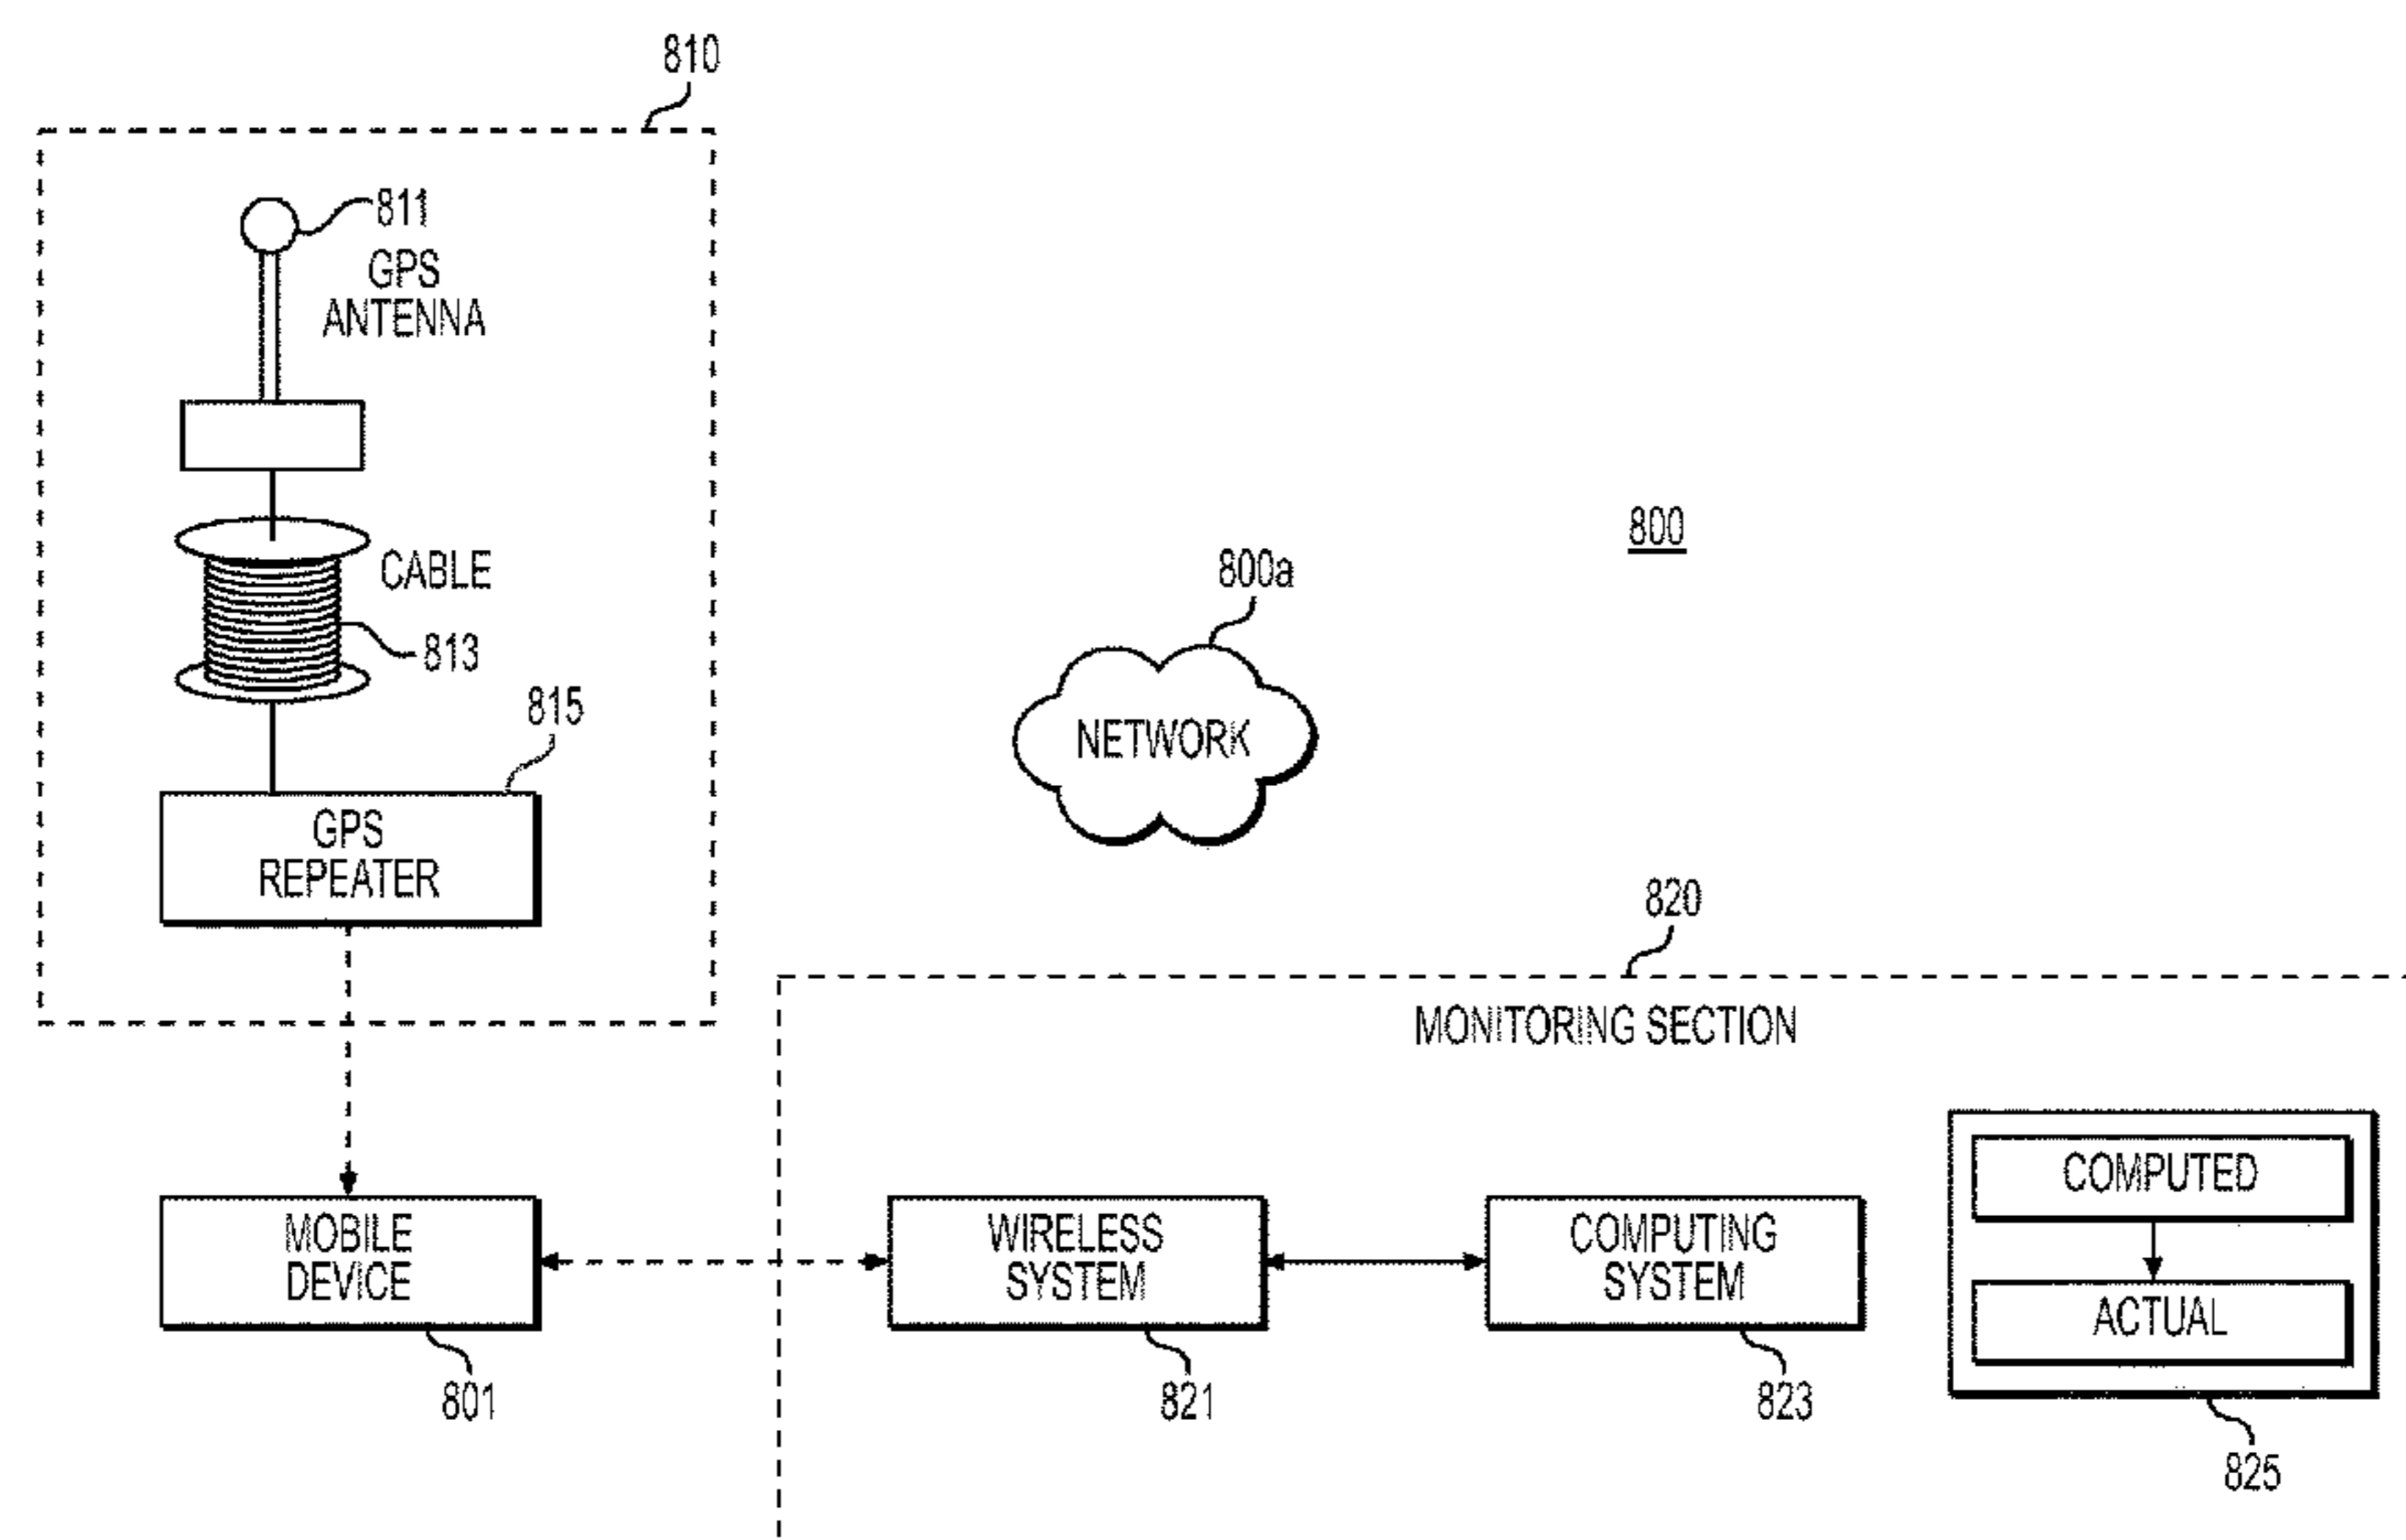 810
811
GPS
ANTENNA
CABLE
813
815
GPS
REPEATER
800
800a
NETWORK
820
MONITORING SECTION
MOBILE
DEVICE
801
WIRELESS
SYSTEM
821
COMPUTING
SYSTEM
823
COMPUTED
ACTUAL
825